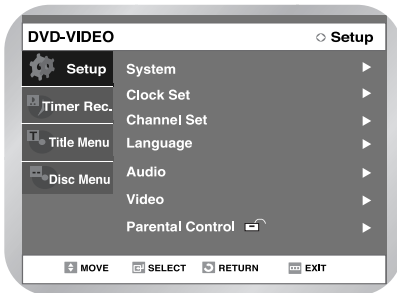 DVD-VIDEO
Setup
Setup
System
Clock Set
Timer Rec.
Channel Set
Title Menu
Language
Disc Menu
Audio
Video
Parental Control
MOVE SELECT RETURN EXIT